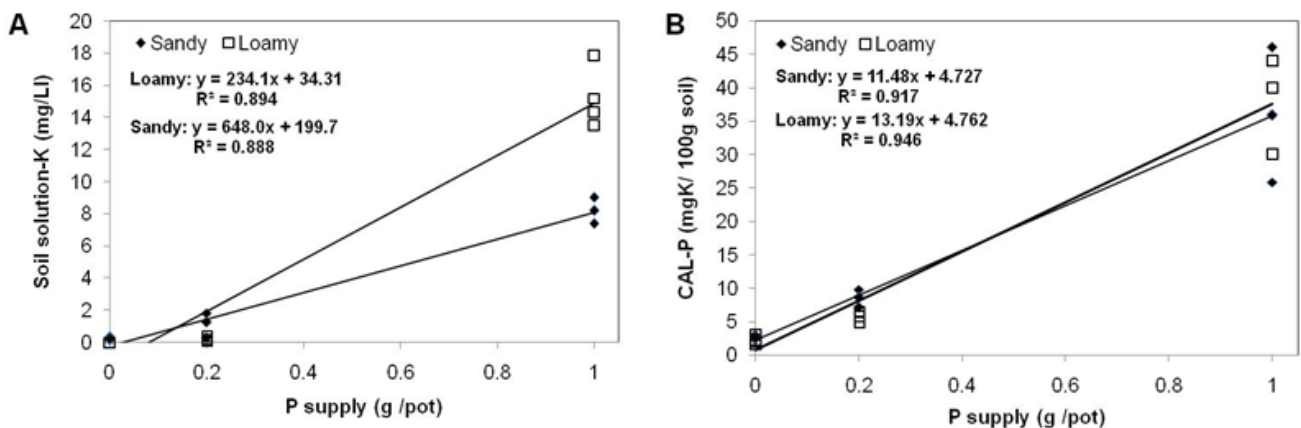 A
Soil solution-K (mg/LI)
20
18
16
14
12
10
8
6
4
2
0
Sandy Loamy
Loamy: y = 234.1x + 34.31
R² = 0.894
Sandy: y = 648.0x + 199.7
R² = 0.888
0 0.2 0.4 0.6 0.8 1
P supply (g /pot)
B
CAL-P (mgK/ 100g soil)
50
45
40
35
30
25
20
15
10
5
0
Sandy Loamy
Sandy: y = 11.48x + 4.727
R² = 0.917
Loamy: y = 13.19x + 4.762
R² = 0.946
0 0.2 0.4 0.6 0.8 1
P supply (g /pot)